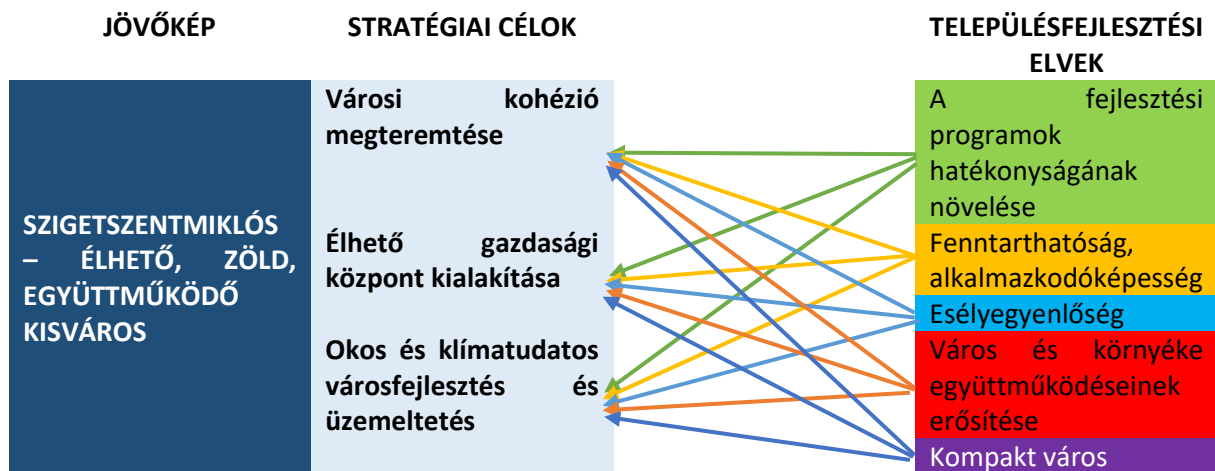 JÖVŐKÉP
STRATÉGIAI CÉLOK
TELEPÜLÉSFEJLESZTÉSI
ELVEK
SZIGETSZENTMIKLÓS
– ÉLHETŐ, ZÖLD,
EGYÜTTMŰKÖDŐ
KISVÁROS
Városi kohézió
megteremtése
Élhető gazdasági
központ kialakítása
Okos és klímatudatos
városfejlesztés és
üzemeltetés
A fejlesztési
programok
hatékonyságának
növelése
Fenntarthatóság,
alkalmazkodóképesség
Esélyegyenlőség
Város és környéke
együttműködéseinek
erősítése
Kompakt város